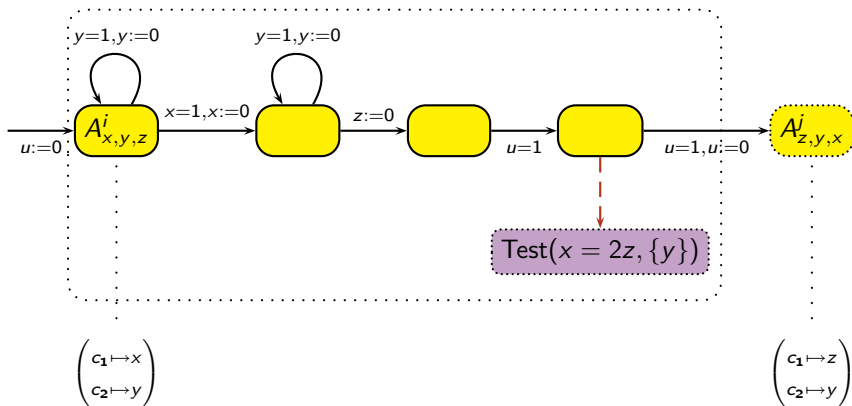 y=1,y:=0
y=1,y:=0
u:=0
A^i_{x,y,z}
x=1,x:=0
z:=0
u=1
u=1,u:=0
A^j_{z,y,x}
Test(x = 2z, {y})
c₁↦x
c₂↦y
c₁↦z
c₂↦y